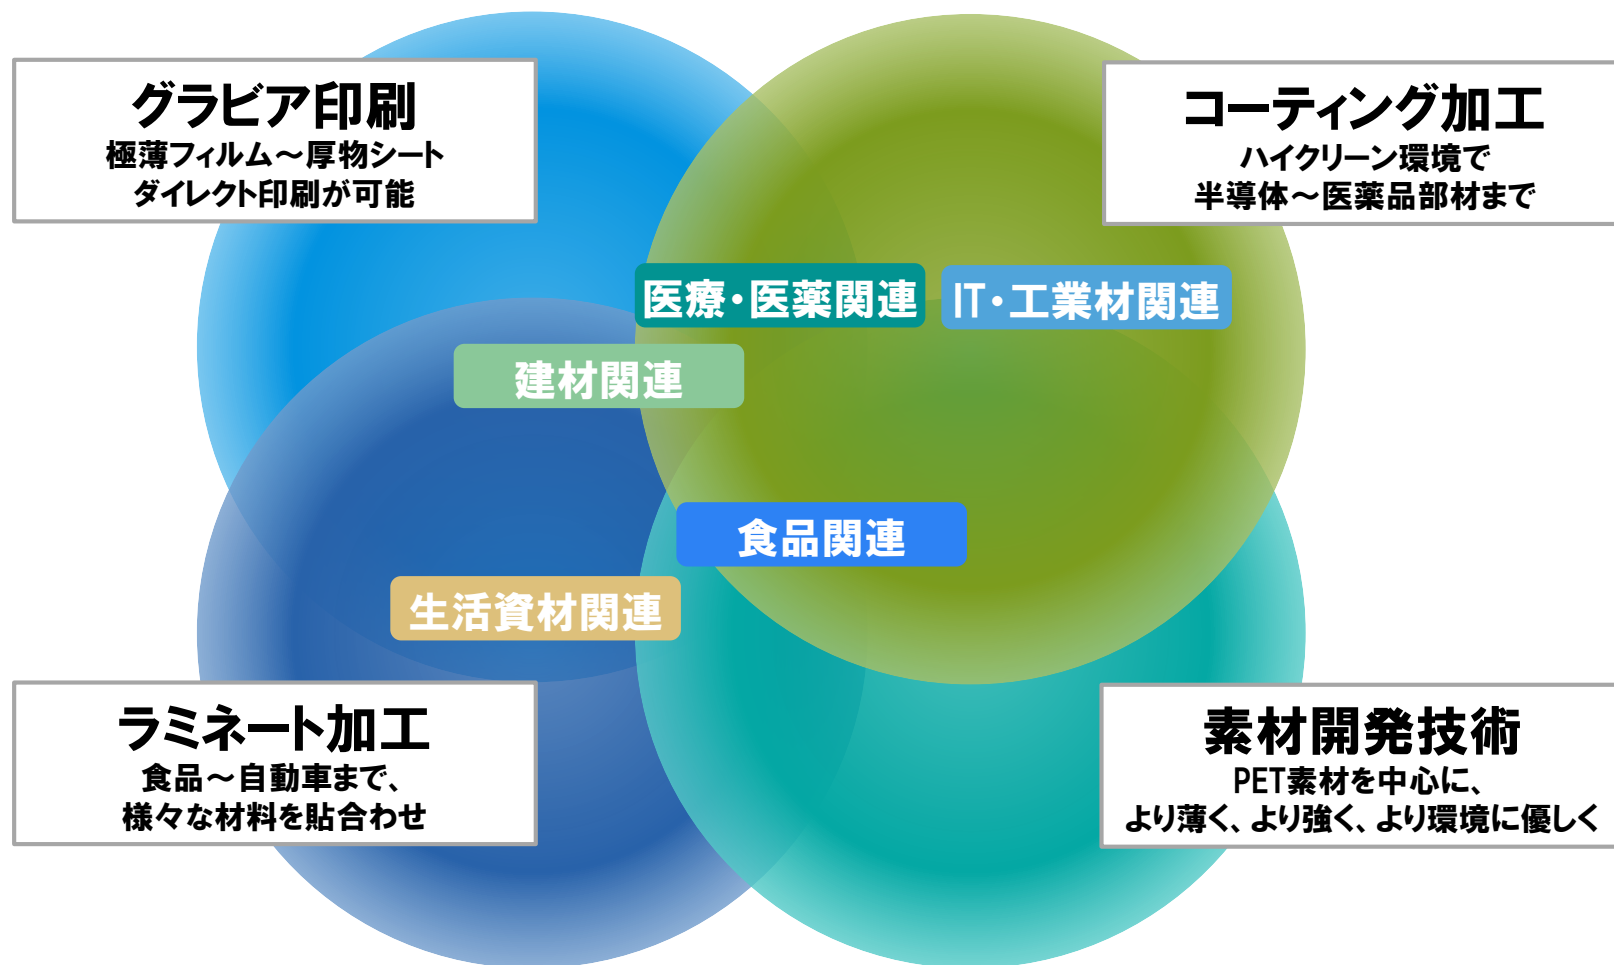 グラビア印刷
極薄フィルム～厚物シート
ダイレクト印刷が可能
コーティング加工
ハイクリーン環境で
半導体～医薬品部材まで
医療・医薬関連
IT・工業材関連
建材関連
食品関連
生活資材関連
ラミネート加工
食品～自動車まで、
様々な材料を貼合わせ
素材開発技術
PET素材を中心に、
より薄く、より強く、より環境に優しく